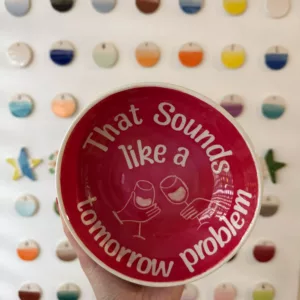 That Sounds
like a
tomorrow problem